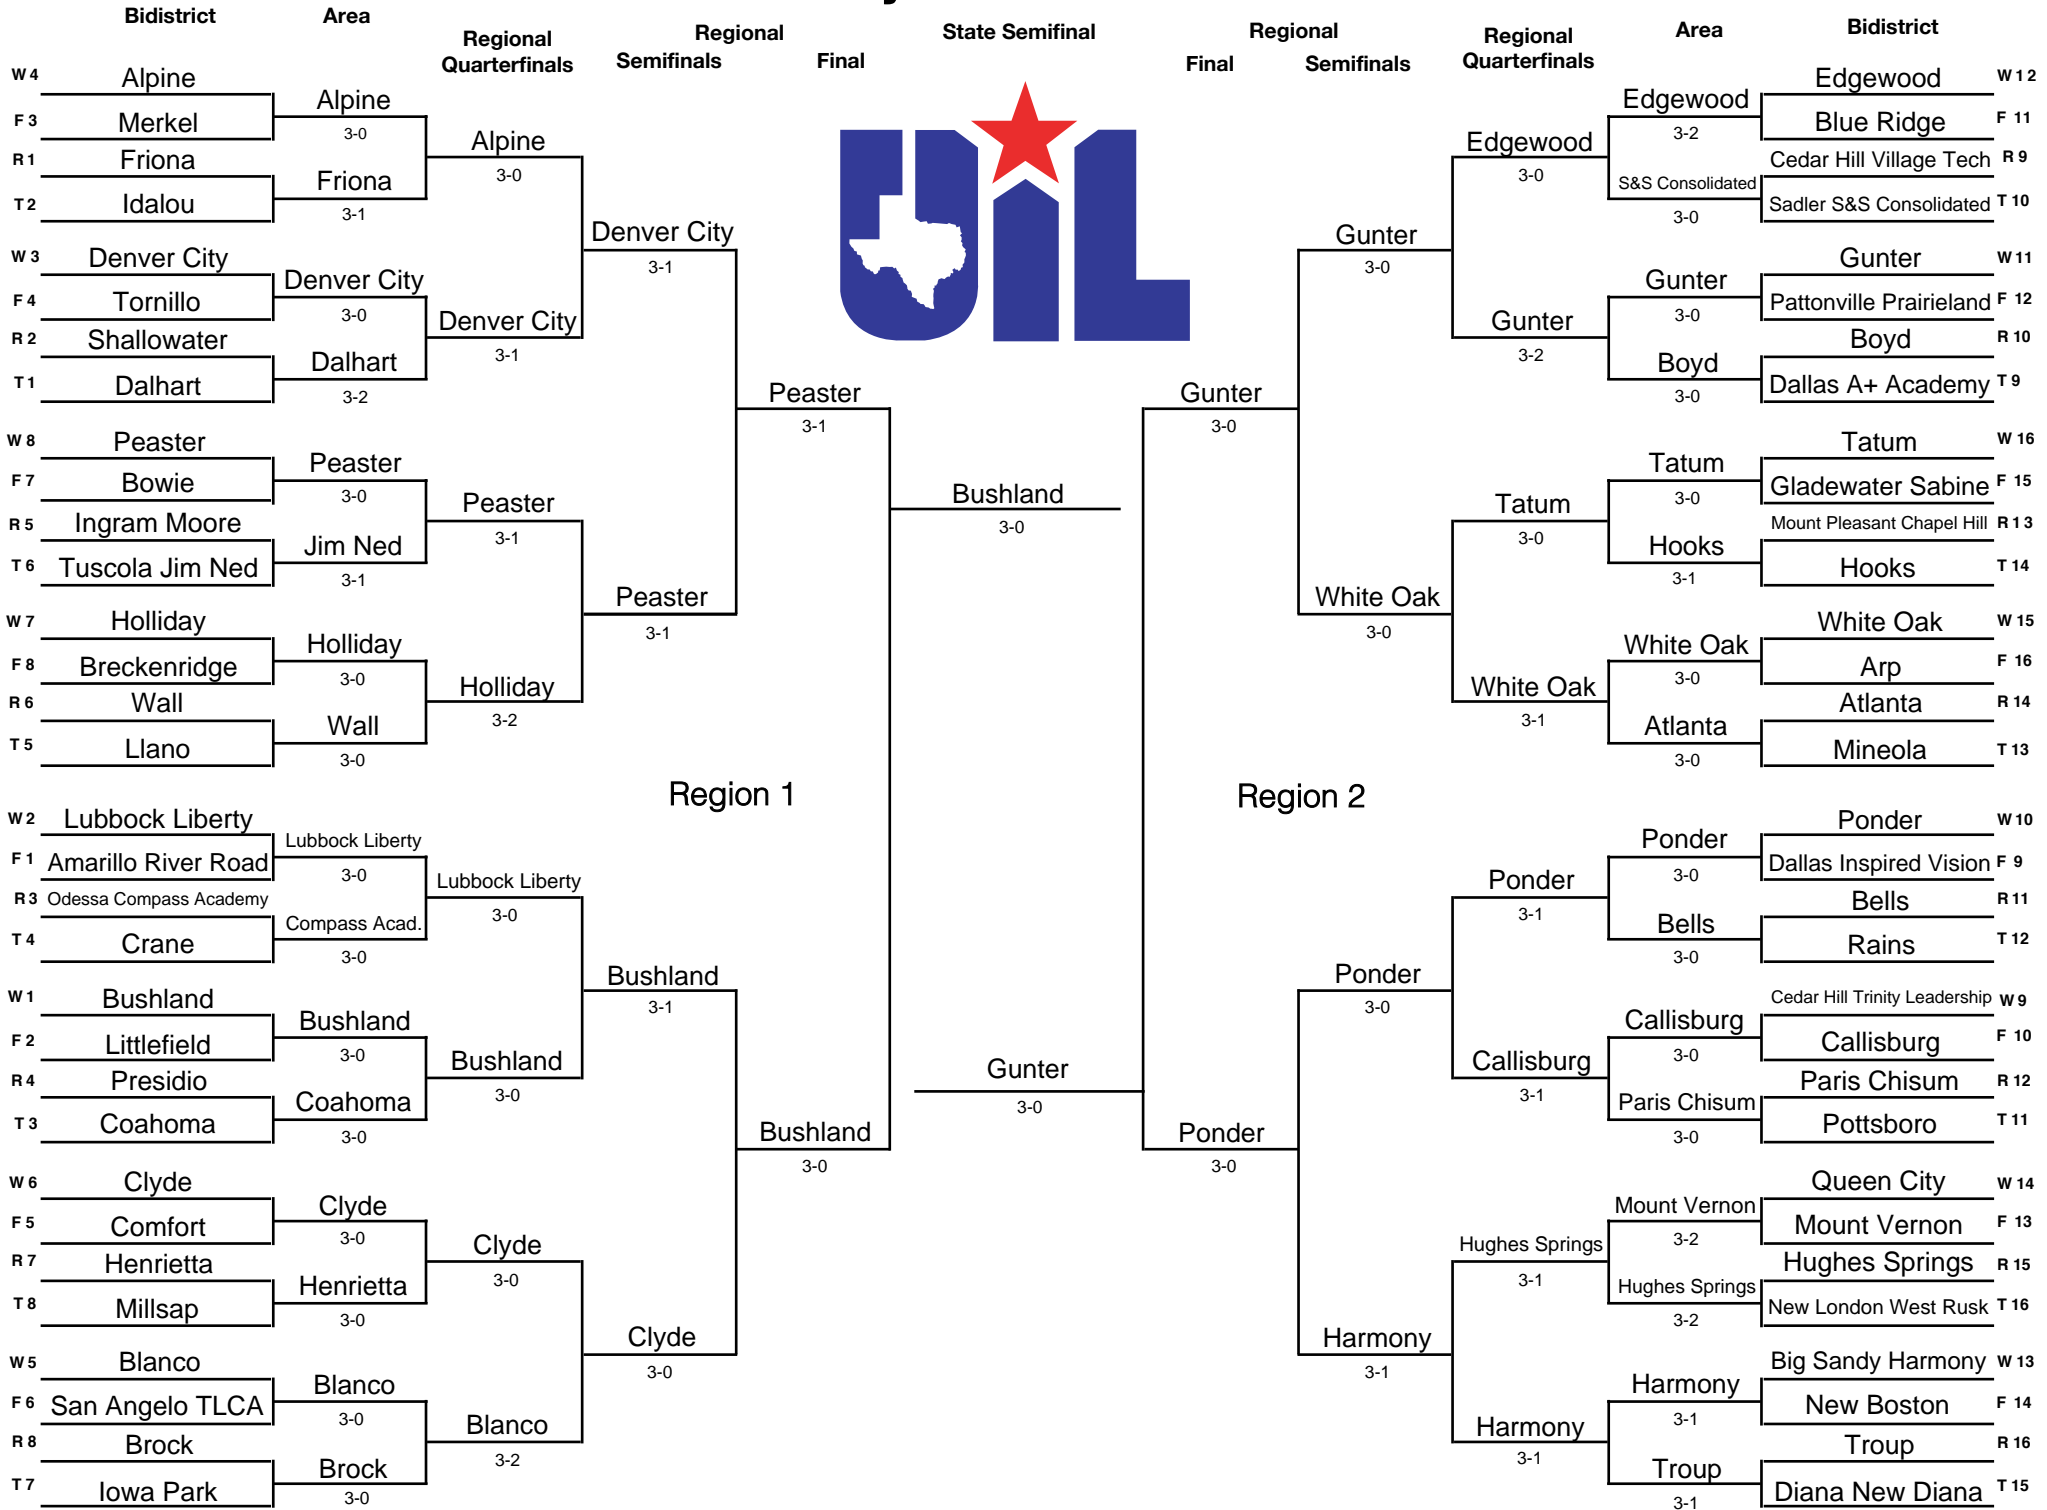 Bidistrict
Area
Regional
Quarterfinals
Regional
Semifinals
Final
State Semifinal
Regional
Final
Semifinals
Regional
Quarterfinals
Area
Bidistrict
W 4 Alpine
F 3 Merkel
R 1 Friona
T 2 Idalou
W 3 Denver City
F 4 Tornillo
R 2 Shallowater
T 1 Dalhart
W 8 Peaster
F 7 Bowie
R 5 Ingram Moore
T 6 Tuscola Jim Ned
W 7 Holliday
F 8 Breckenridge
R 6 Wall
T 5 Llano
W 2 Lubbock Liberty
F 1 Amarillo River Road
R 3 Odessa Compass Academy
T 4 Crane
W 1 Bushland
F 2 Littlefield
R 4 Presidio
T 3 Coahoma
W 6 Clyde
F 5 Comfort
R 7 Henrietta
T 8 Millsap
W 5 Blanco
F 6 San Angelo TLCA
R 8 Brock
T 7 Iowa Park
Alpine
3-0
Friona
3-1
Denver City
3-0
Dalhart
3-2
Peaster
3-0
Jim Ned
3-1
Holliday
3-0
Wall
3-0
Lubbock Liberty
3-0
Compass Acad.
3-0
Bushland
3-0
Coahoma
3-0
Clyde
3-0
Henrietta
3-0
Blanco
3-0
Brock
3-0
Alpine
3-0
Denver City
3-1
Peaster
3-1
Holliday
3-2
Lubbock Liberty
3-0
Bushland
3-0
Clyde
3-0
Blanco
3-2
Denver City
3-1
Peaster
3-1
Bushland
3-1
Clyde
3-0
Peaster
3-1
Bushland
3-0
Region 1
UIL
Bushland
3-0
Gunter
3-0
Region 2
Gunter
3-0
Ponder
3-0
Gunter
3-0
White Oak
3-0
Ponder
3-0
Harmony
3-1
Edgewood
3-0
Gunter
3-2
Tatum
3-0
White Oak
3-1
Ponder
3-1
Callisburg
3-1
Hughes Springs
3-1
Harmony
3-1
Edgewood
3-2
S&S Consolidated
3-0
Gunter
3-0
Boyd
3-0
Tatum
3-0
Hooks
3-1
White Oak
3-0
Atlanta
3-0
Ponder
3-0
Bells
3-0
Callisburg
3-0
Paris Chisum
3-0
Mount Vernon
3-2
Hughes Springs
3-2
Harmony
3-1
Troup
3-1
Edgewood W 12
Blue Ridge F 11
Cedar Hill Village Tech R 9
Sadler S&S Consolidated T 10
Gunter W 11
Pattonville Prairieland F 12
Boyd R 10
Dallas A+ Academy T 9
Tatum W 16
Gladewater Sabine F 15
Mount Pleasant Chapel Hill R 13
Hooks T 14
White Oak W 15
Arp F 16
Atlanta R 14
Mineola T 13
Ponder W 10
Dallas Inspired Vision F 9
Bells R 11
Rains T 12
Cedar Hill Trinity Leadership W 9
Callisburg F 10
Paris Chisum R 12
Pottsboro T 11
Queen City W 14
Mount Vernon F 13
Hughes Springs R 15
New London West Rusk T 16
Big Sandy Harmony W 13
New Boston F 14
Troup R 16
Diana New Diana T 15